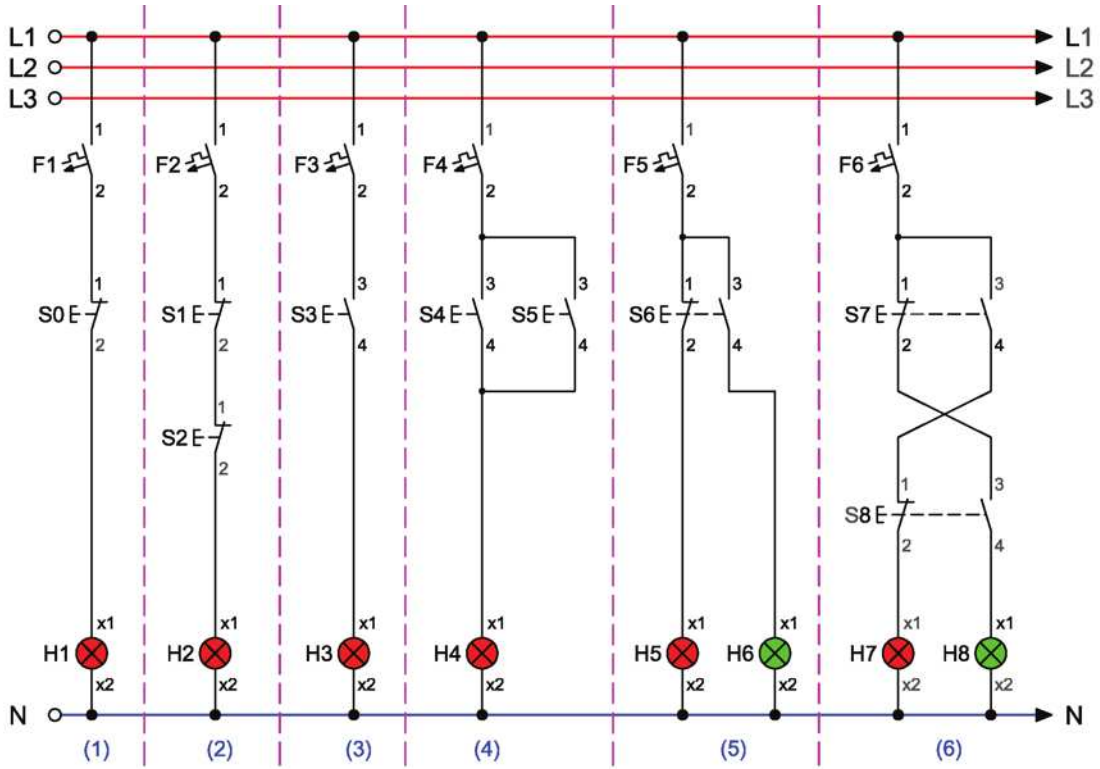 L1 L1
L2 L2
L3 L3
1 1 1 1 1 1
F1 F2 F3 F4 F5 F6
2 2 2 2 2 2
1 1 3 3 3 1 3 1 3
S0 S1 S3 S4 S5 S6 S7
2 2 4 4 4 2 4 2 4
1
S2
2
1 3
S8
2 4
x1 x1 x1 x1 x1 x1 x1 x1
H1 H2 H3 H4 H5 H6 H7 H8
x2 x2 x2 x2 x2 x2 x2 x2
N N
(1) (2) (3) (4) (5) (6)